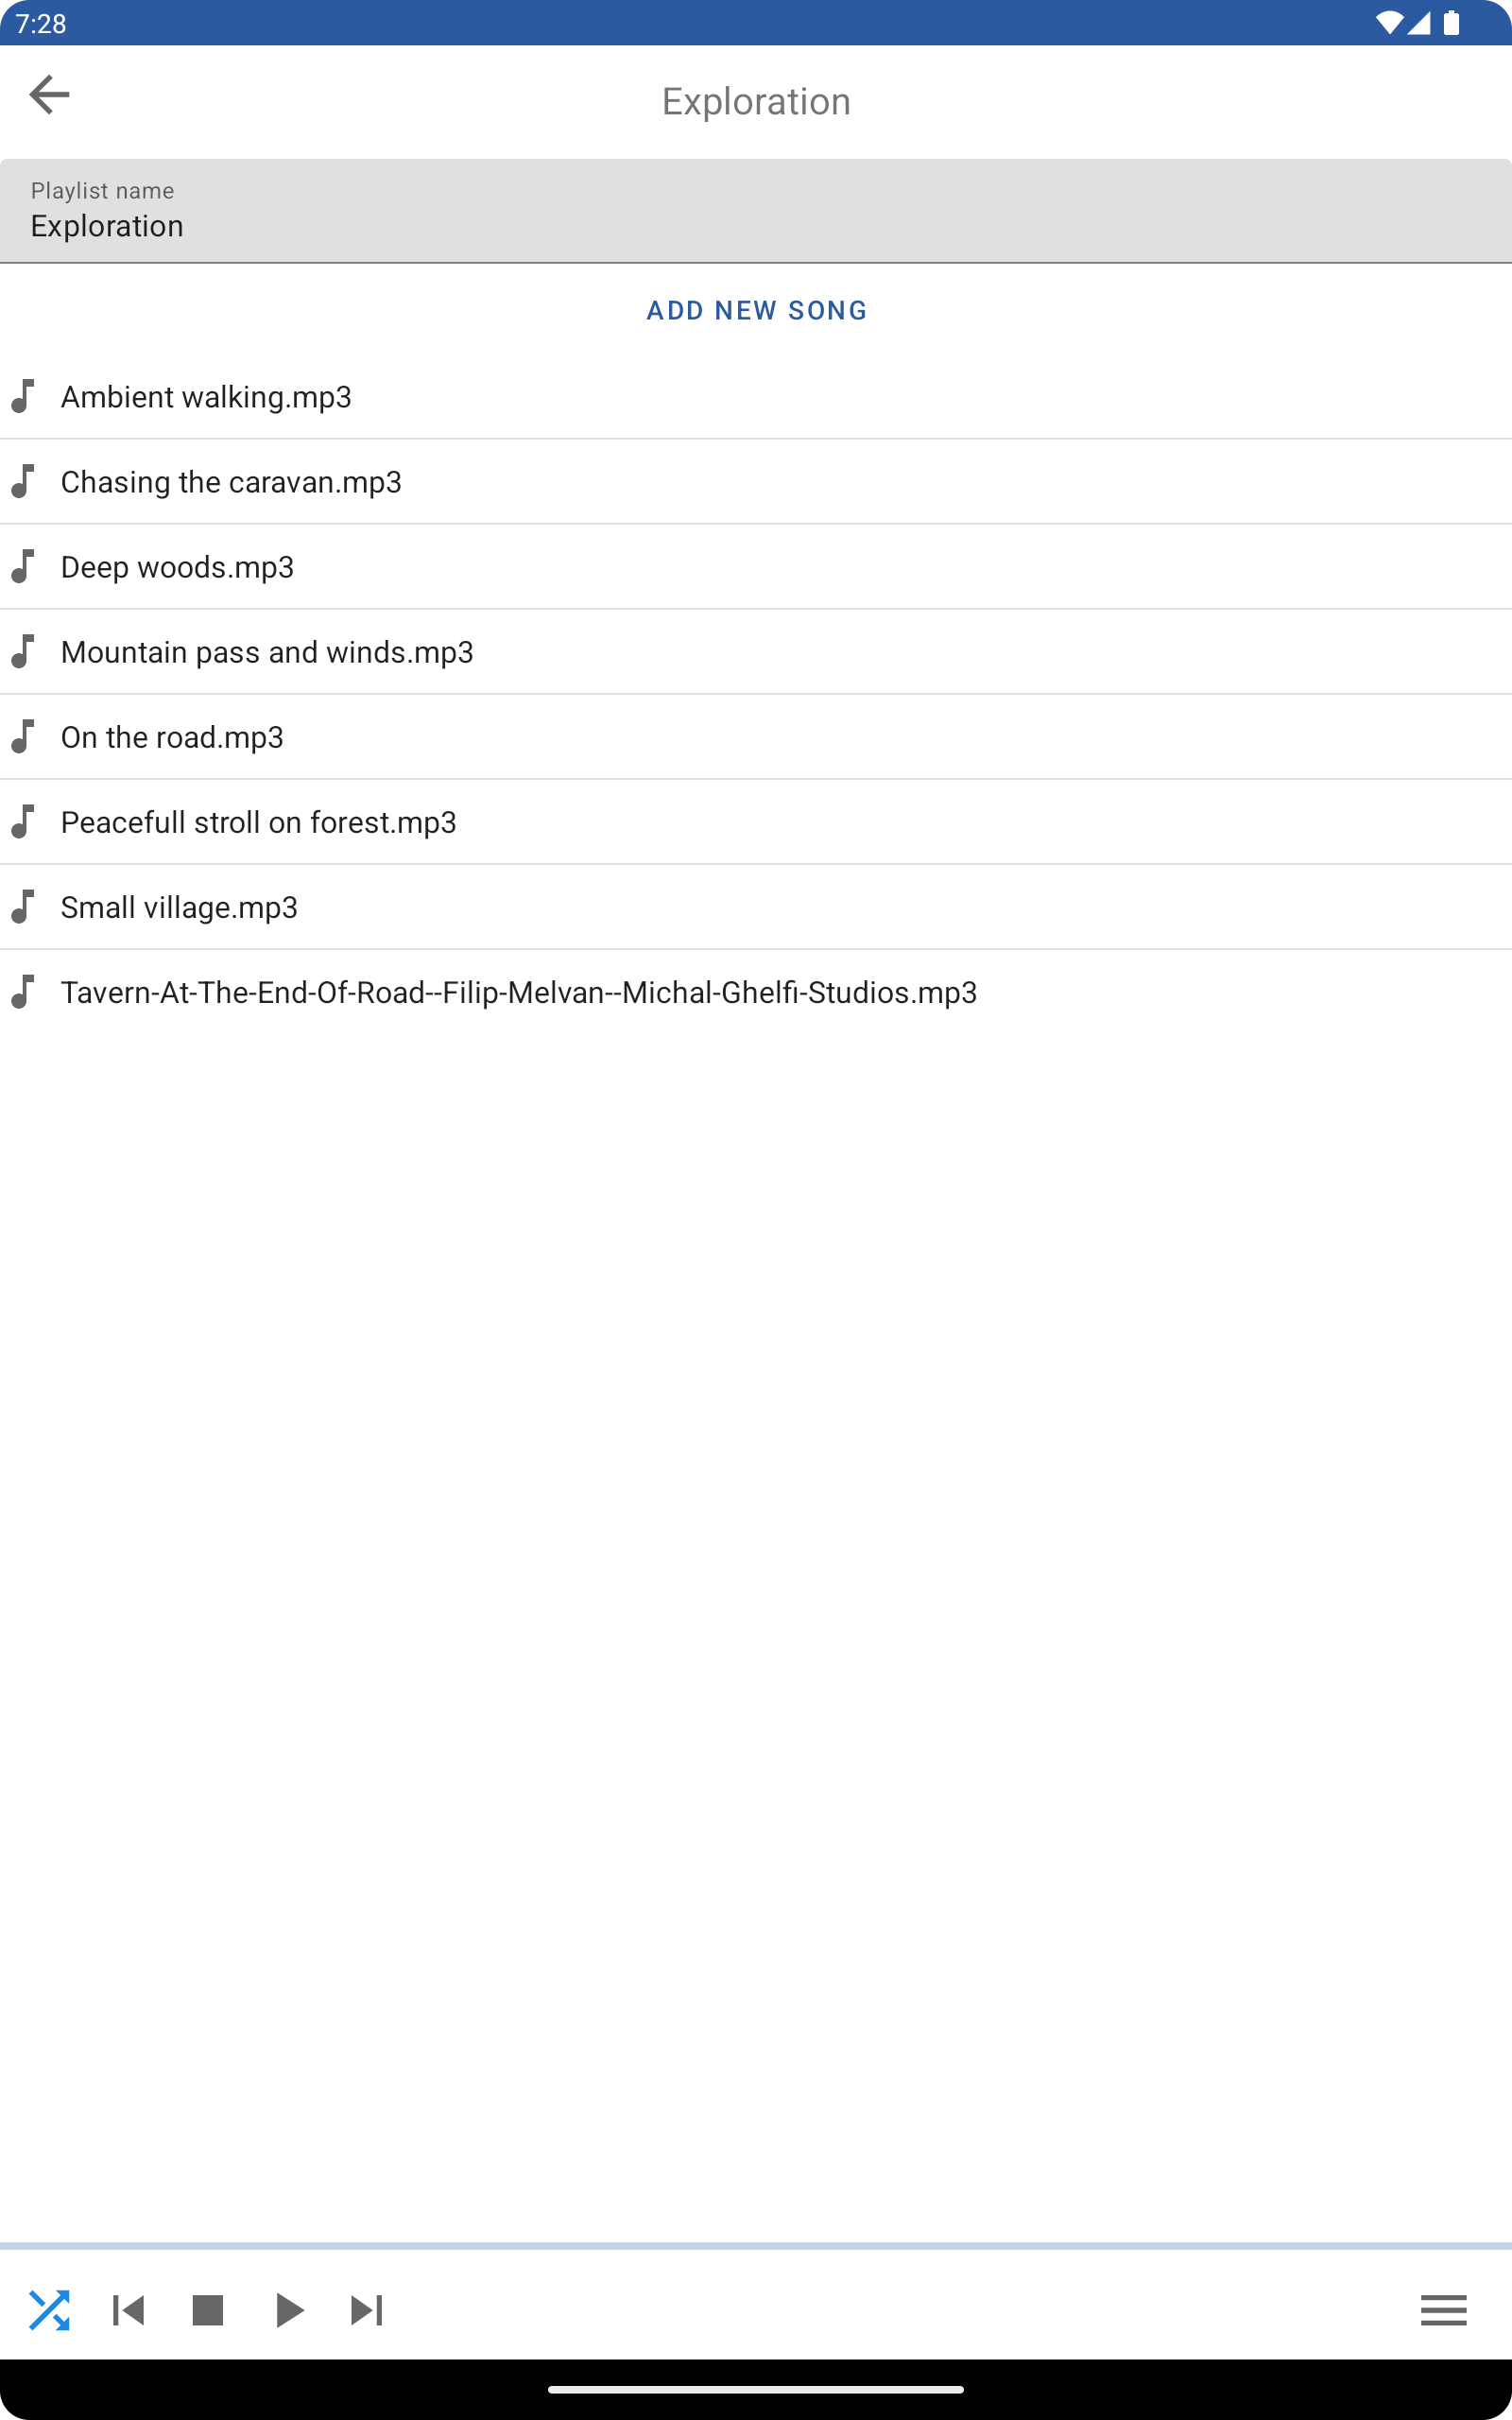 7:28
Exploration
Playlist name
Exploration
ADD NEW SONG
Ambient walking.mp3
Chasing the caravan.mp3
Deep woods.mp3
Mountain pass and winds.mp3
On the road.mp3
Peacefull stroll on forest.mp3
Small village.mp3
Tavern-At-The-End-Of-Road--Filip-Melvan--Michal-Ghelfi-Studios.mp3